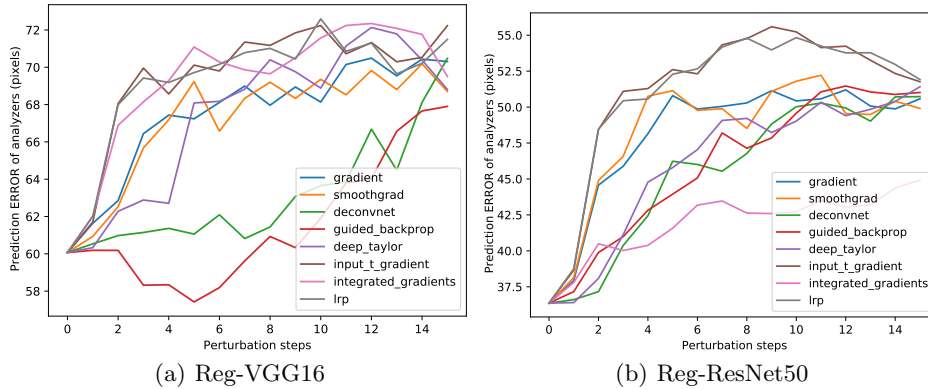 Prediction ERROR of analyzers (pixels)
72
70
68
66
64
62
60
58
gradient
smoothgrad
deconvnet
guided_backprop
deep_taylor
input_t_gradient
integrated_gradients
lrp
0 2 4 6 8 10 12 14
Perturbation steps
(a) Reg-VGG16
Prediction ERROR of analyzers (pixels)
55.0
52.5
50.0
47.5
45.0
42.5
40.0
37.5
gradient
smoothgrad
deconvnet
guided_backprop
deep_taylor
input_t_gradient
integrated_gradients
lrp
0 2 4 6 8 10 12 14
Perturbation steps
(b) Reg-ResNet50